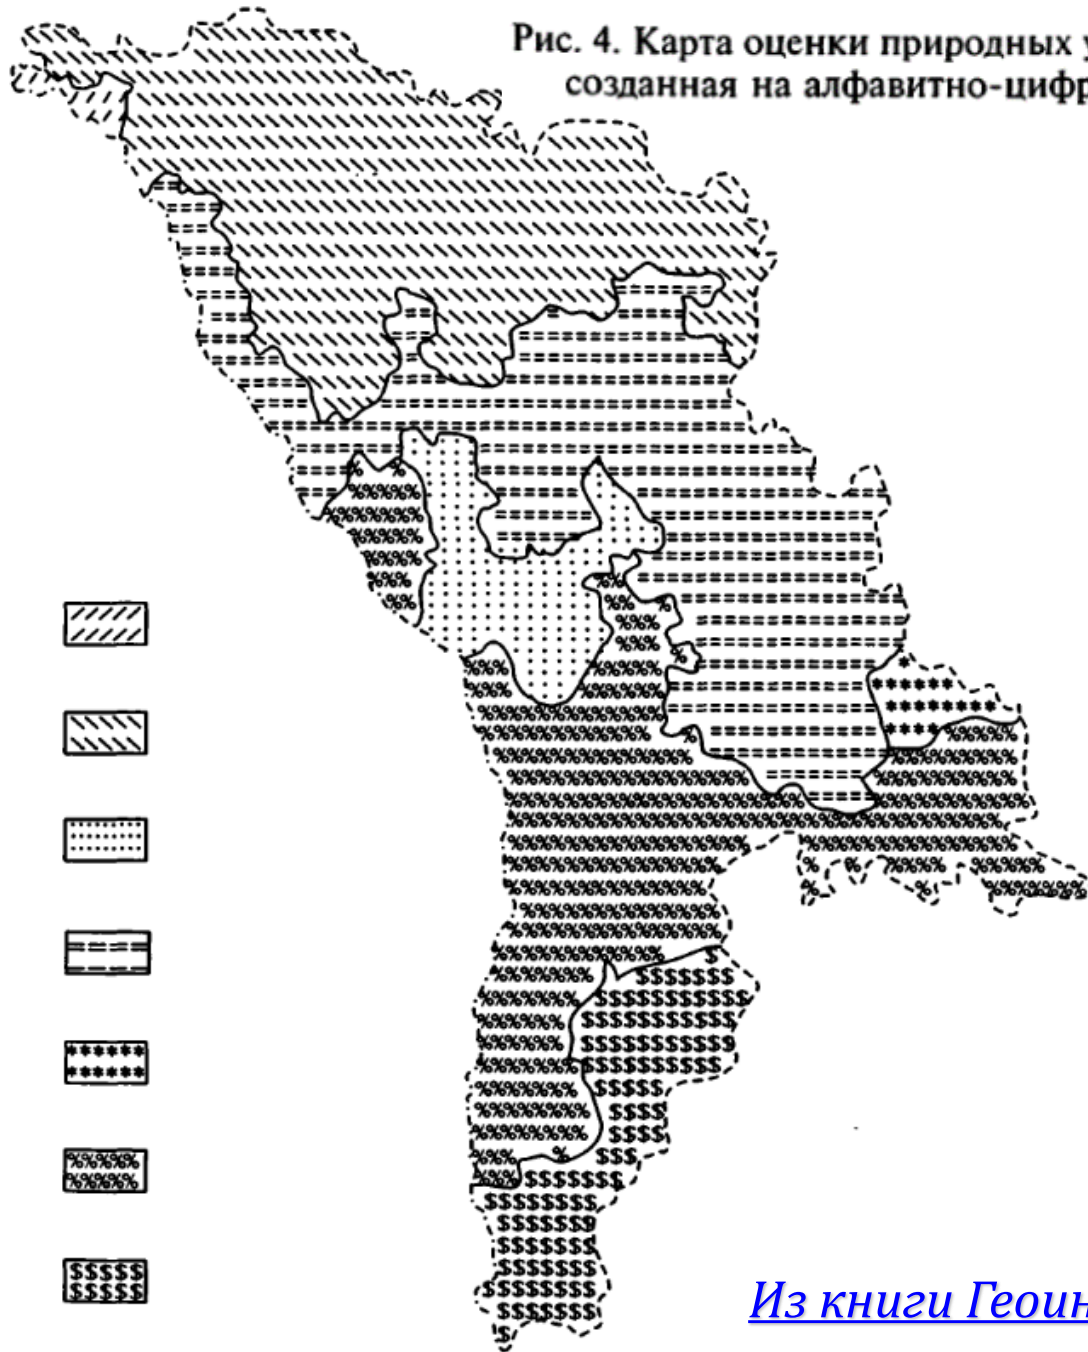 Рис. 4. Карта оценки природных
созданная на алфавитно-цифр
Из книги Геоин